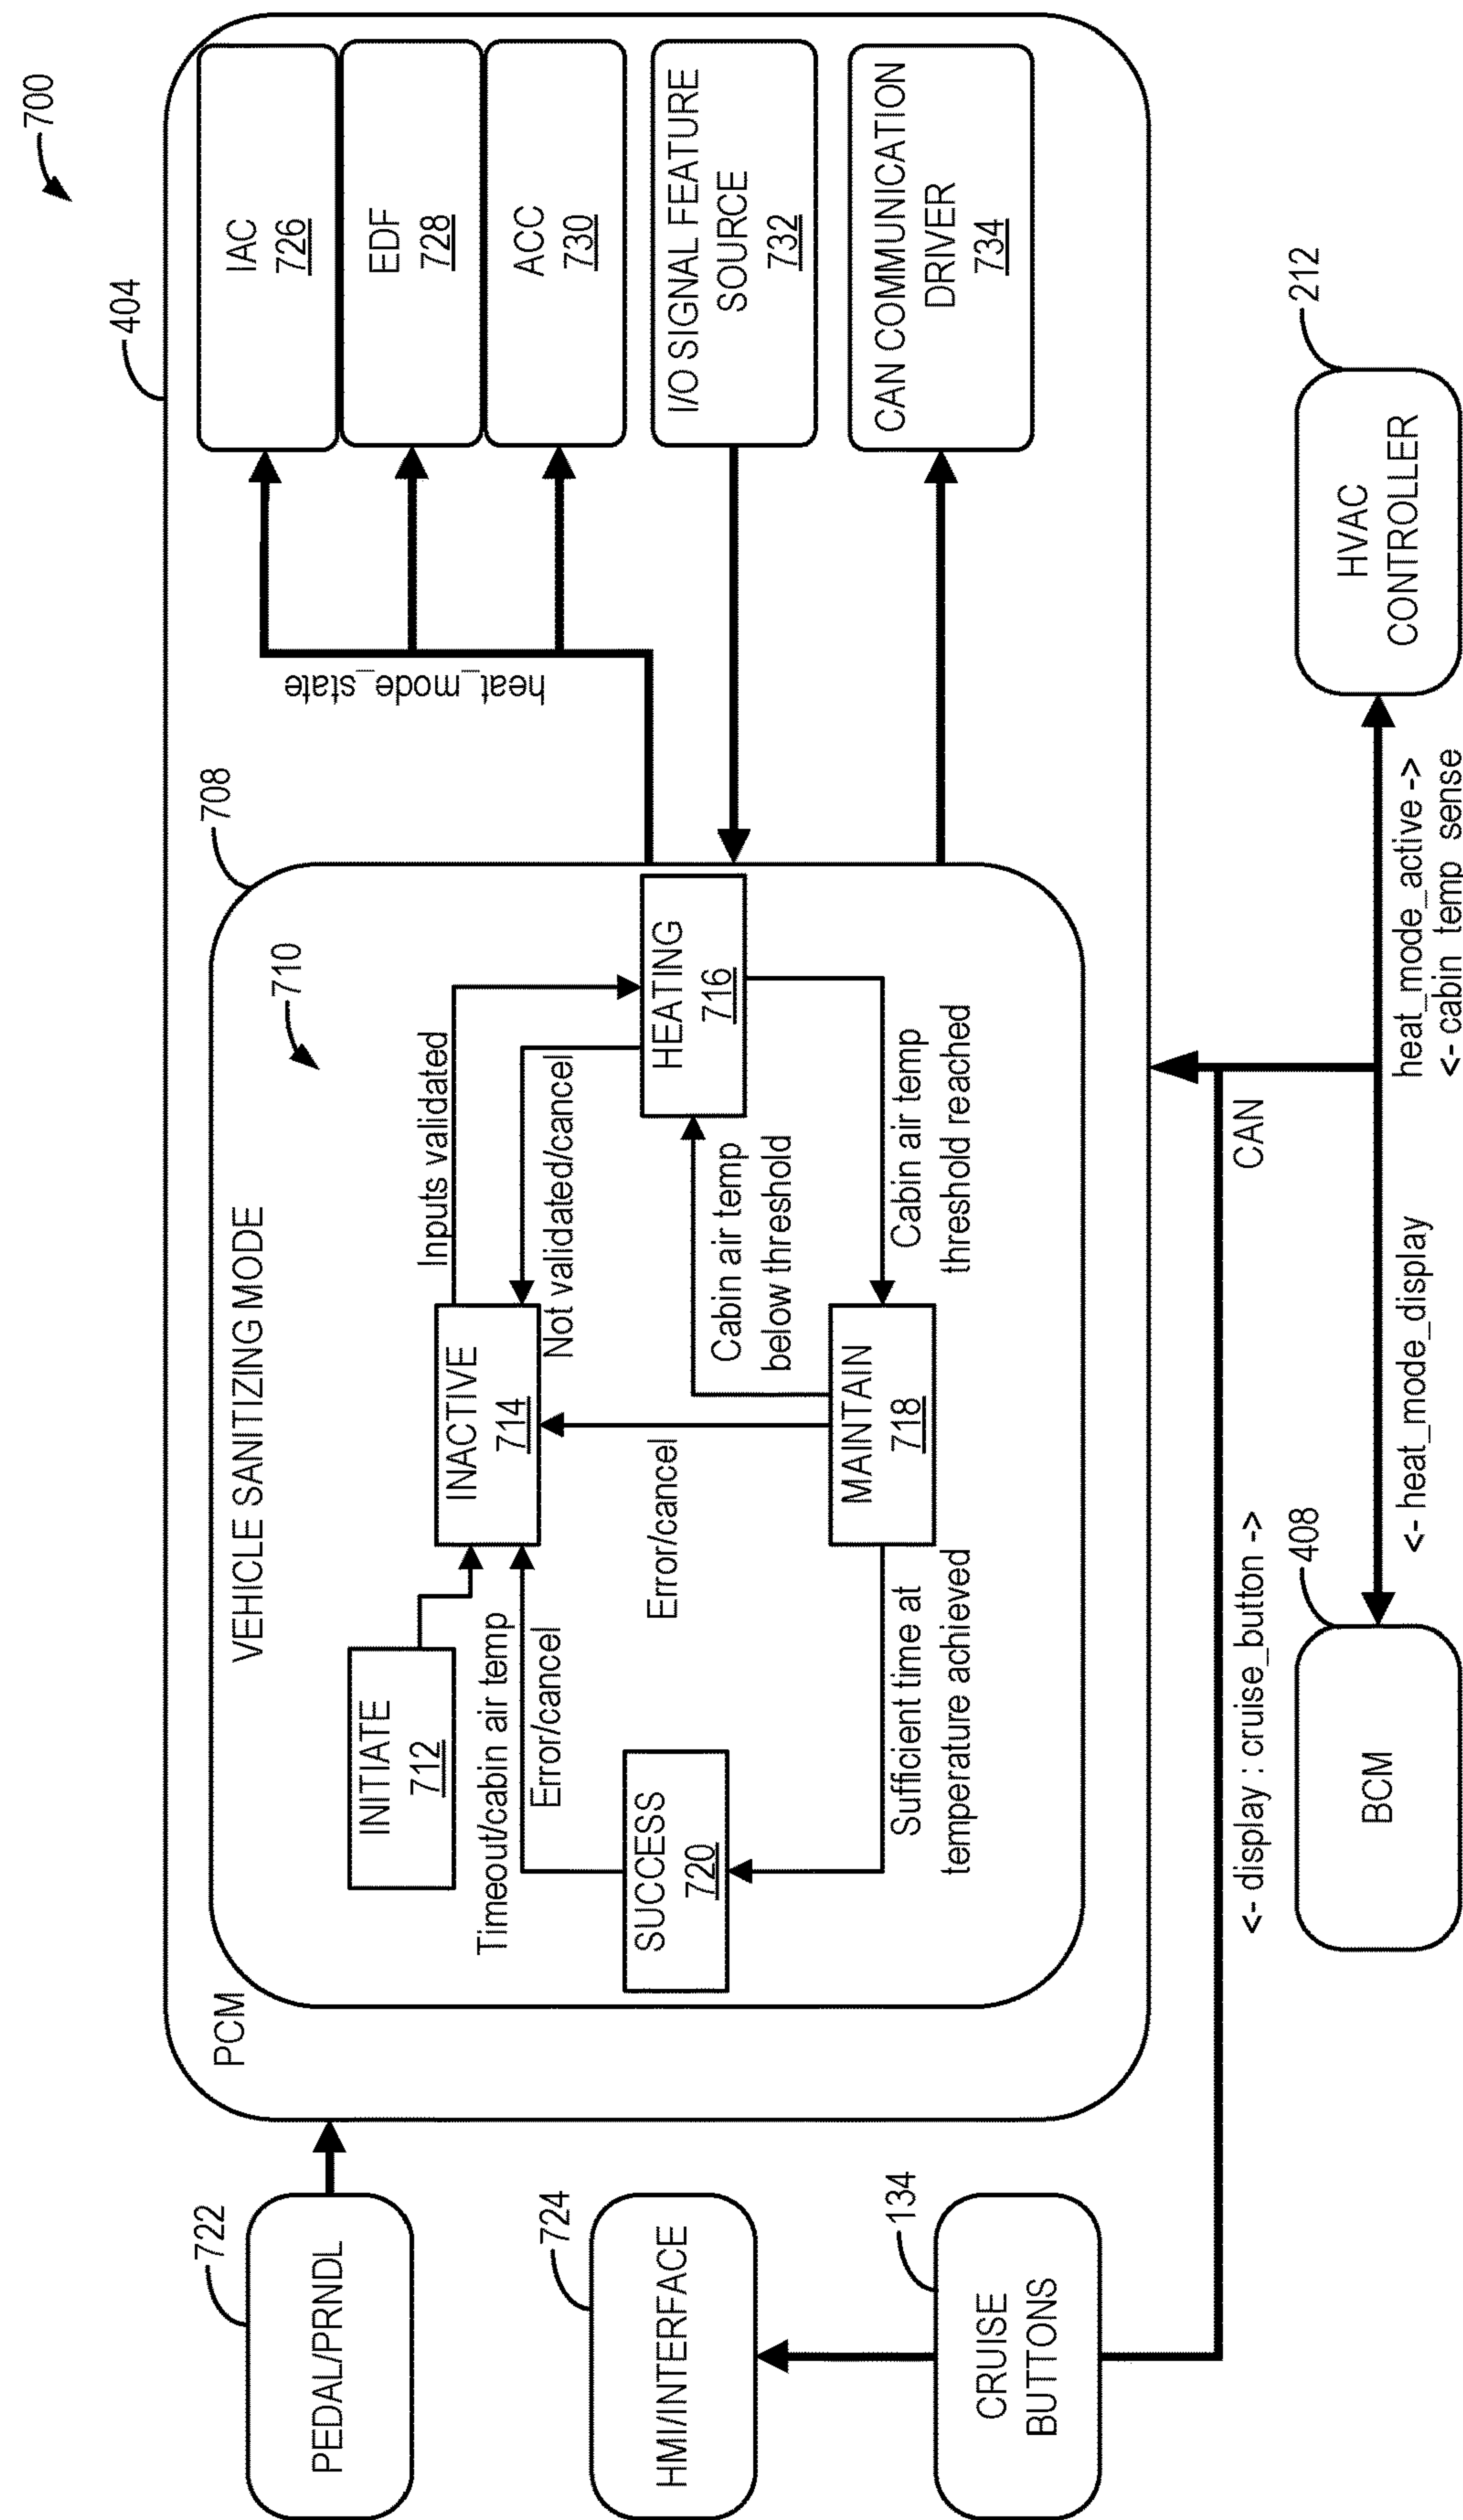 700
404
PCM
708
VEHICLE SANITIZING MODE
710
INITIATE
712
INACTIVE
714
Inputs validated
Not validated/cancel
Timeout/cabin air temp
Error/cancel
HEATING
716
Cabin air temp
below threshold
Error/cancel
SUCCESS
720
MAINTAIN
718
Cabin air temp
threshold reached
Sufficient time at
temperature achieved
heat_mode_state
IAC
726
EDF
728
ACC
730
I/O SIGNAL FEATURE
SOURCE
732
CAN COMMUNICATION
DRIVER
734
722
PEDAL/PRNDL
724
HMI/INTERFACE
134
CRUISE
BUTTONS
<- display : cruise_button ->
CAN
408
BCM
<- heat_mode_display
heat_mode_active ->
<- cabin temp sense
212
HVAC
CONTROLLER